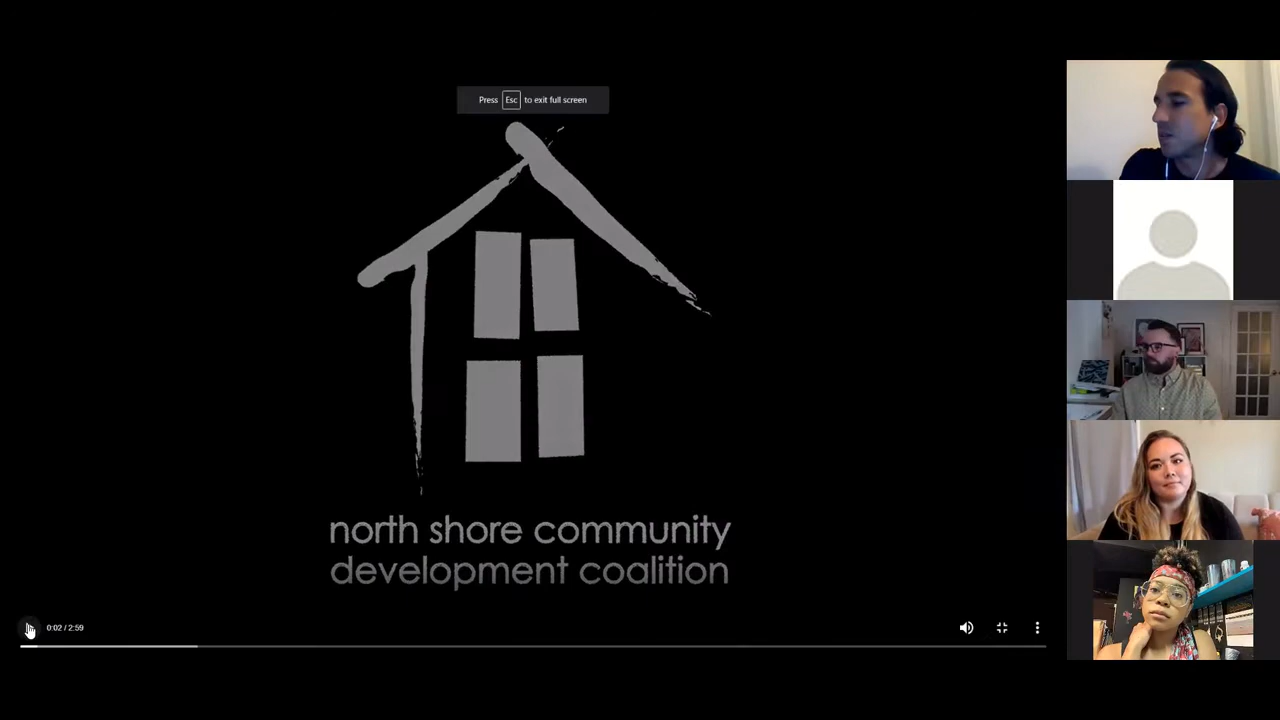 Press Esc to exit full screen
north shore community
development coalition
0:02 / 2:59